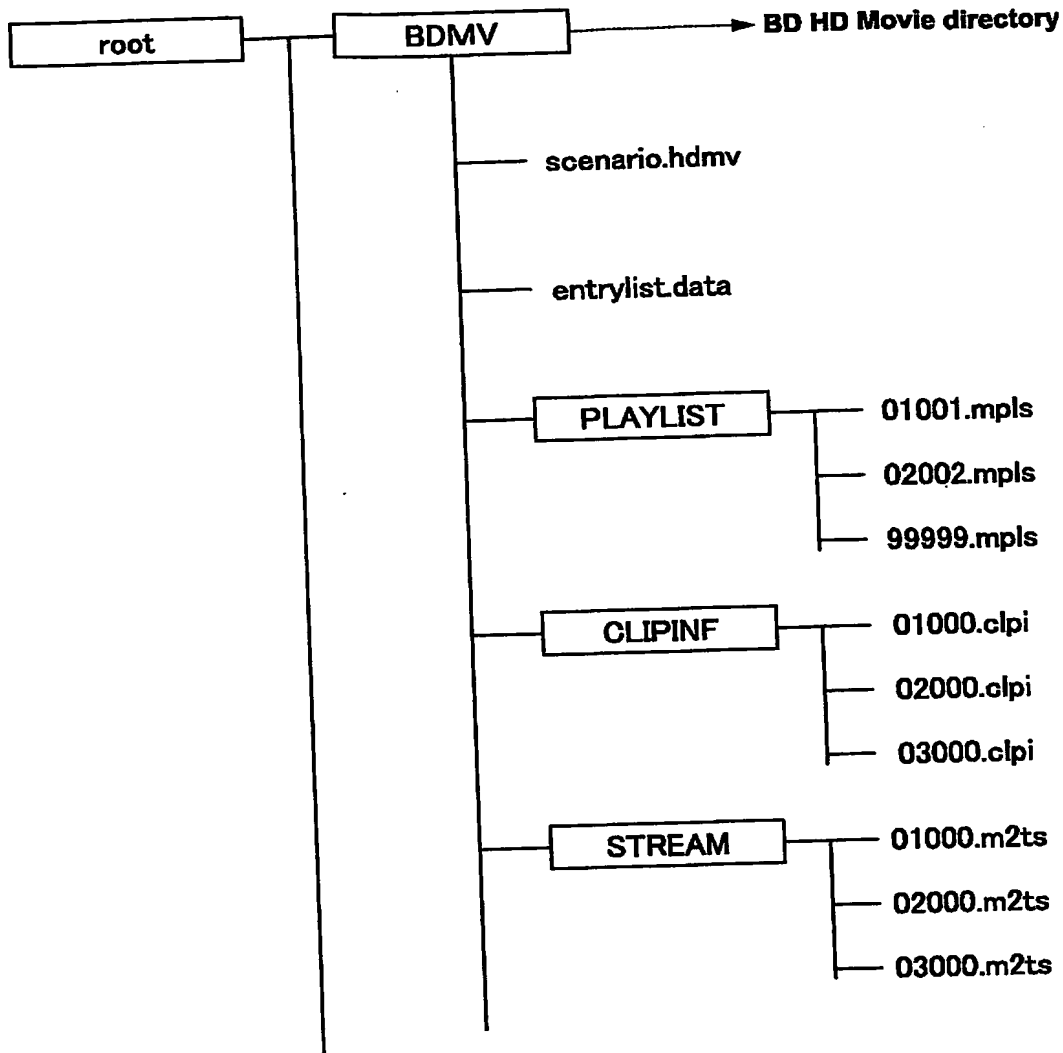 root
BDMV
BD HD Movie directory
scenario.hdmv
entrylist.data
PLAYLIST
01001.mpls
02002.mpls
99999.mpls
CLIPINF
01000.clpi
02000.clpi
03000.clpi
STREAM
01000.m2ts
02000.m2ts
03000.m2ts